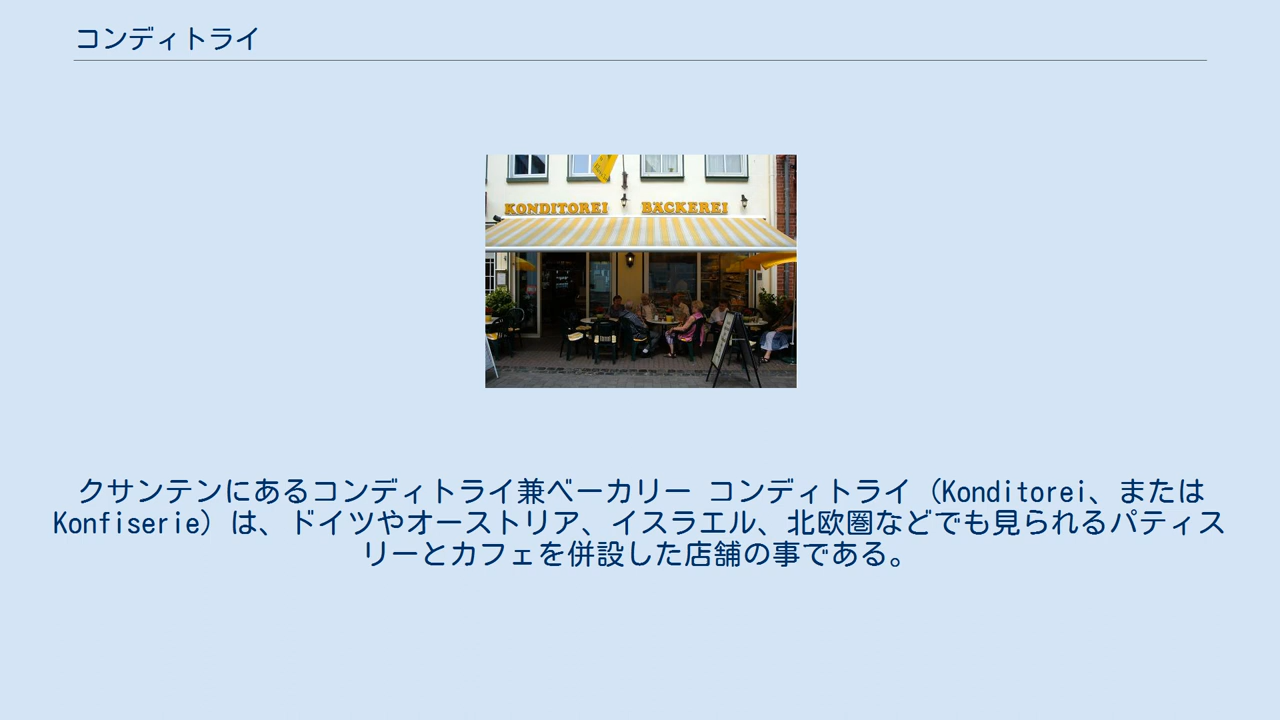 コンディトライ
KONDITOREI BÄCKEREI
クサンテンにあるコンディトライ兼ベーカリー コンディトライ（Konditorei、または
Konfiserie）は、ドイツやオーストリア、イスラエル、北欧圏などでも見られるパティス
リーとカフェを併設した店舗の事である。